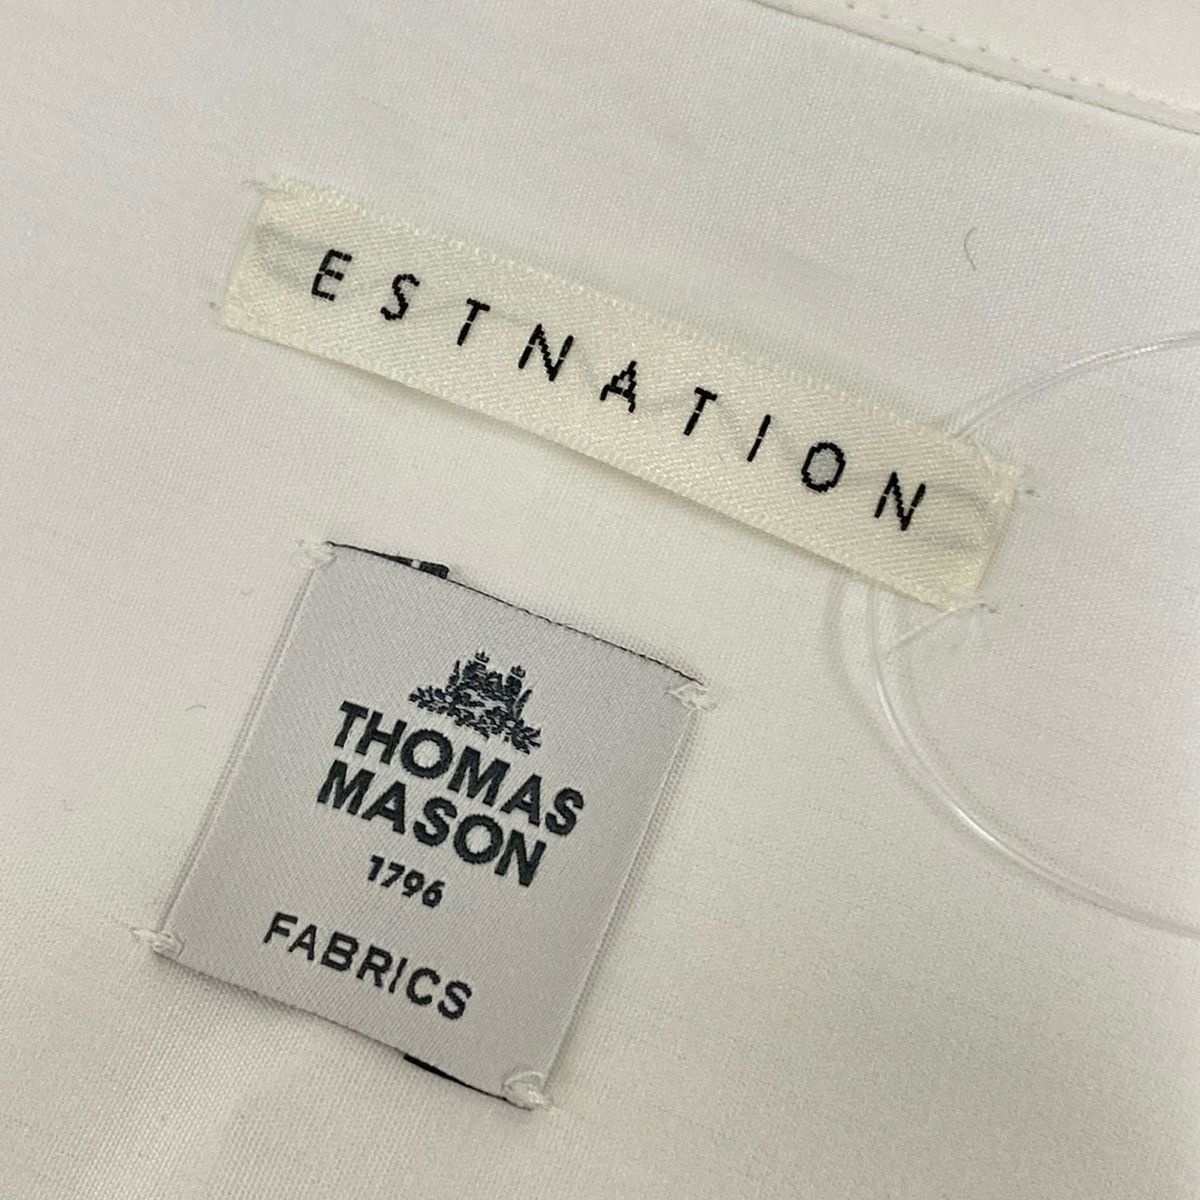 ESTNATION
THOMAS
MASON
1796
FABRICS